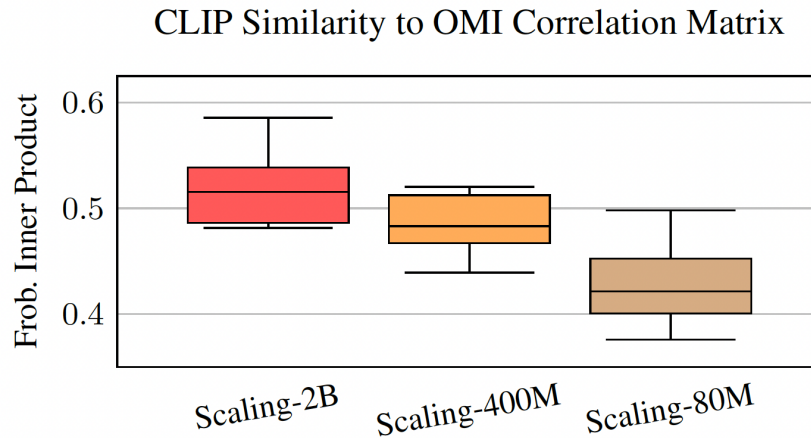 CLIP Similarity to OMI Correlation Matrix
Frob. Inner Product
0.6
0.5
0.4
Scaling-2B
Scaling-400M
Scaling-80M